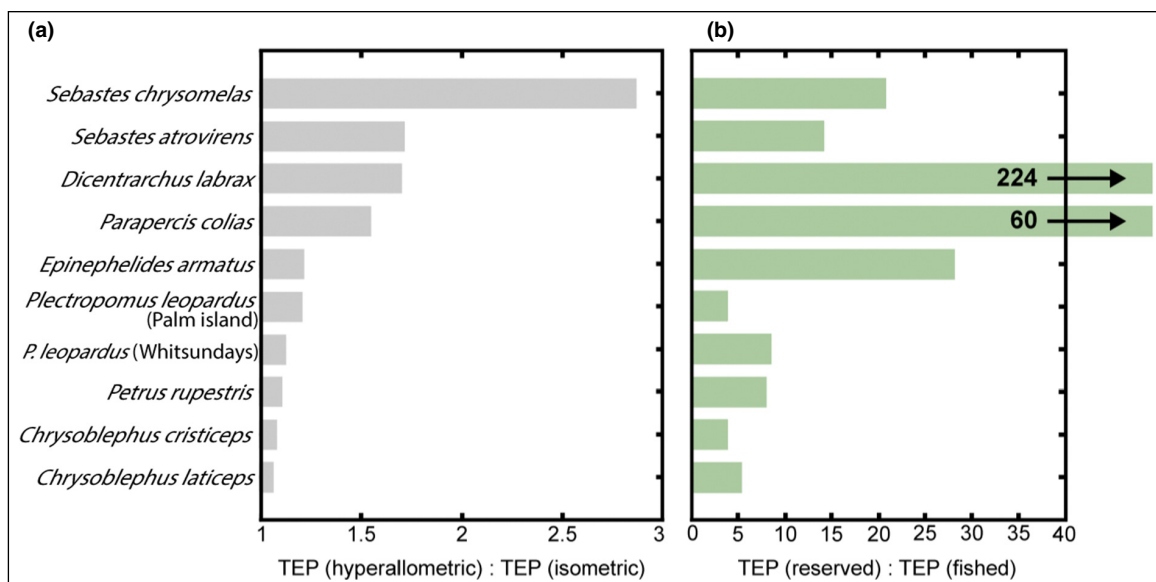 (a)
(b)
Sebastes chrysomelas
Sebastes atrovirens
Dicentrarchus labrax
224
Parapercis colias
60
Epinephelides armatus
Plectropomus leopardus
(Palm island)
P. leopardus (Whitsundays)
Petrus rupestris
Chrysoblephus cristiceps
Chrysoblephus laticeps
1 1.5 2 2.5 3
0 5 10 15 20 25 30 35 40
TEP (hyperallometric) : TEP (isometric)
TEP (reserved) : TEP (fished)